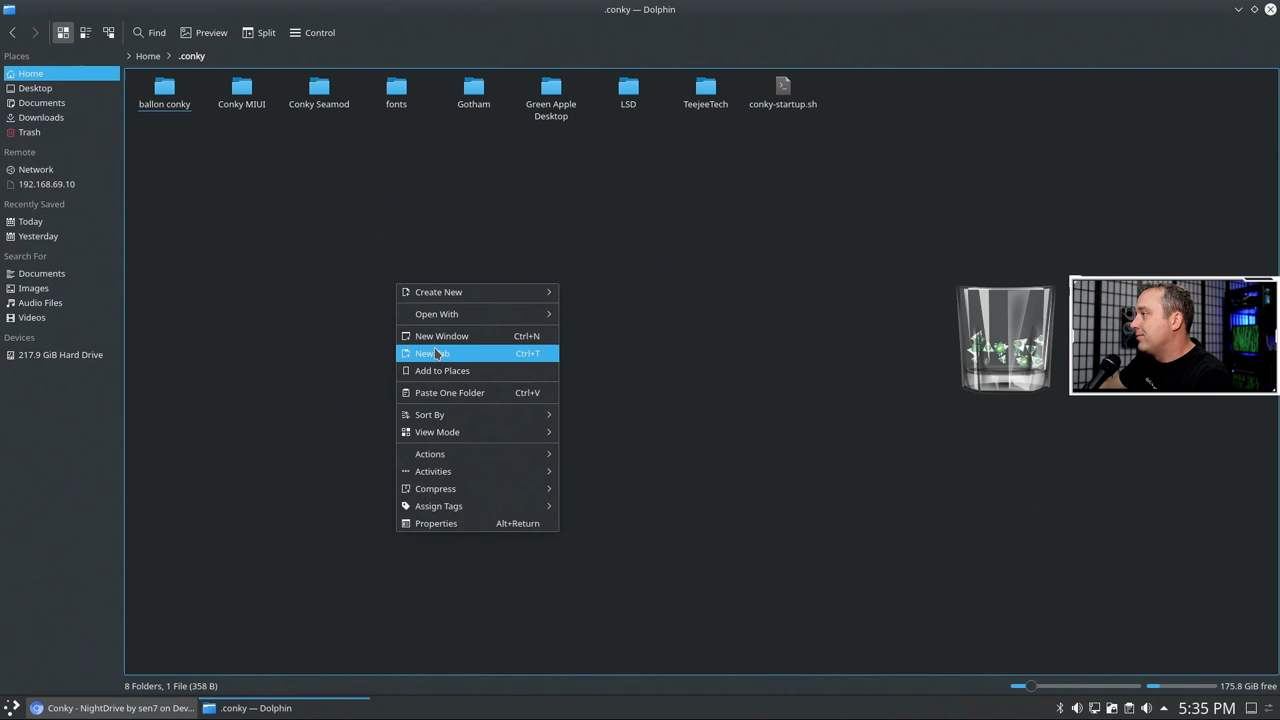 .conky — Dolphin
Find
Preview
Split
Control
Places
Home
.conky
Home
Desktop
Documents
Downloads
Trash
Remote
Network
192.168.69.10
Recently Saved
Today
Yesterday
Search For
Documents
Images
Audio Files
Videos
Devices
217.9 GiB Hard Drive
ballon conky
Conky MIUI
Conky Seamod
fonts
Gotham
Green Apple
Desktop
LSD
TeejeeTech
conky-startup.sh
Create New
Open With
New Window Ctrl+N
New Tab Ctrl+T
Add to Places
Paste One Folder Ctrl+V
Sort By
View Mode
Actions
Activities
Compress
Assign Tags
Properties Alt+Return
8 Folders, 1 File (358 B)
175.8 GiB free
Conky - NightDrive by sen7 on Dev...
.conky — Dolphin
5:35 PM